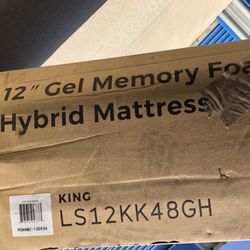 12" Gel Memory Foa
Hybrid Mattress
KING
LS12KK48GH